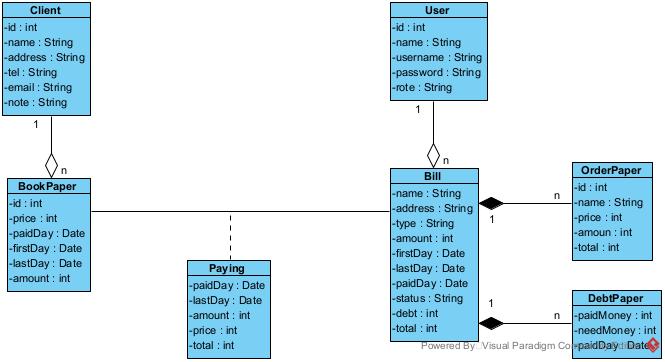 Client
-id : int
-name : String
-address : String
-tel : String
-email : String
-note : String
1
n
User
-id : int
-name : String
-username : String
-password : String
-rote : String
1
n
BookPaper
-id : int
-price : int
-paidDay : Date
-firstDay : Date
-lastDay : Date
-amount : int
Paying
-paidDay : Date
-lastDay : Date
-amount : int
-price : int
-total : int
Bill
-name : String
-address : String
-type : String
-amount : int
-firstDay : Date
-lastDay : Date
-paidDay : Date
-status : String
-debt : int
-total : int
1
n
OrderPaper
-id : int
-name : String
-price : int
-amoun : int
-total : int
1
n
DebtPaper
-paidMoney : int
-needMoney : int
-paidDay : Date
Powered By: Visual Paradigm Community Edition